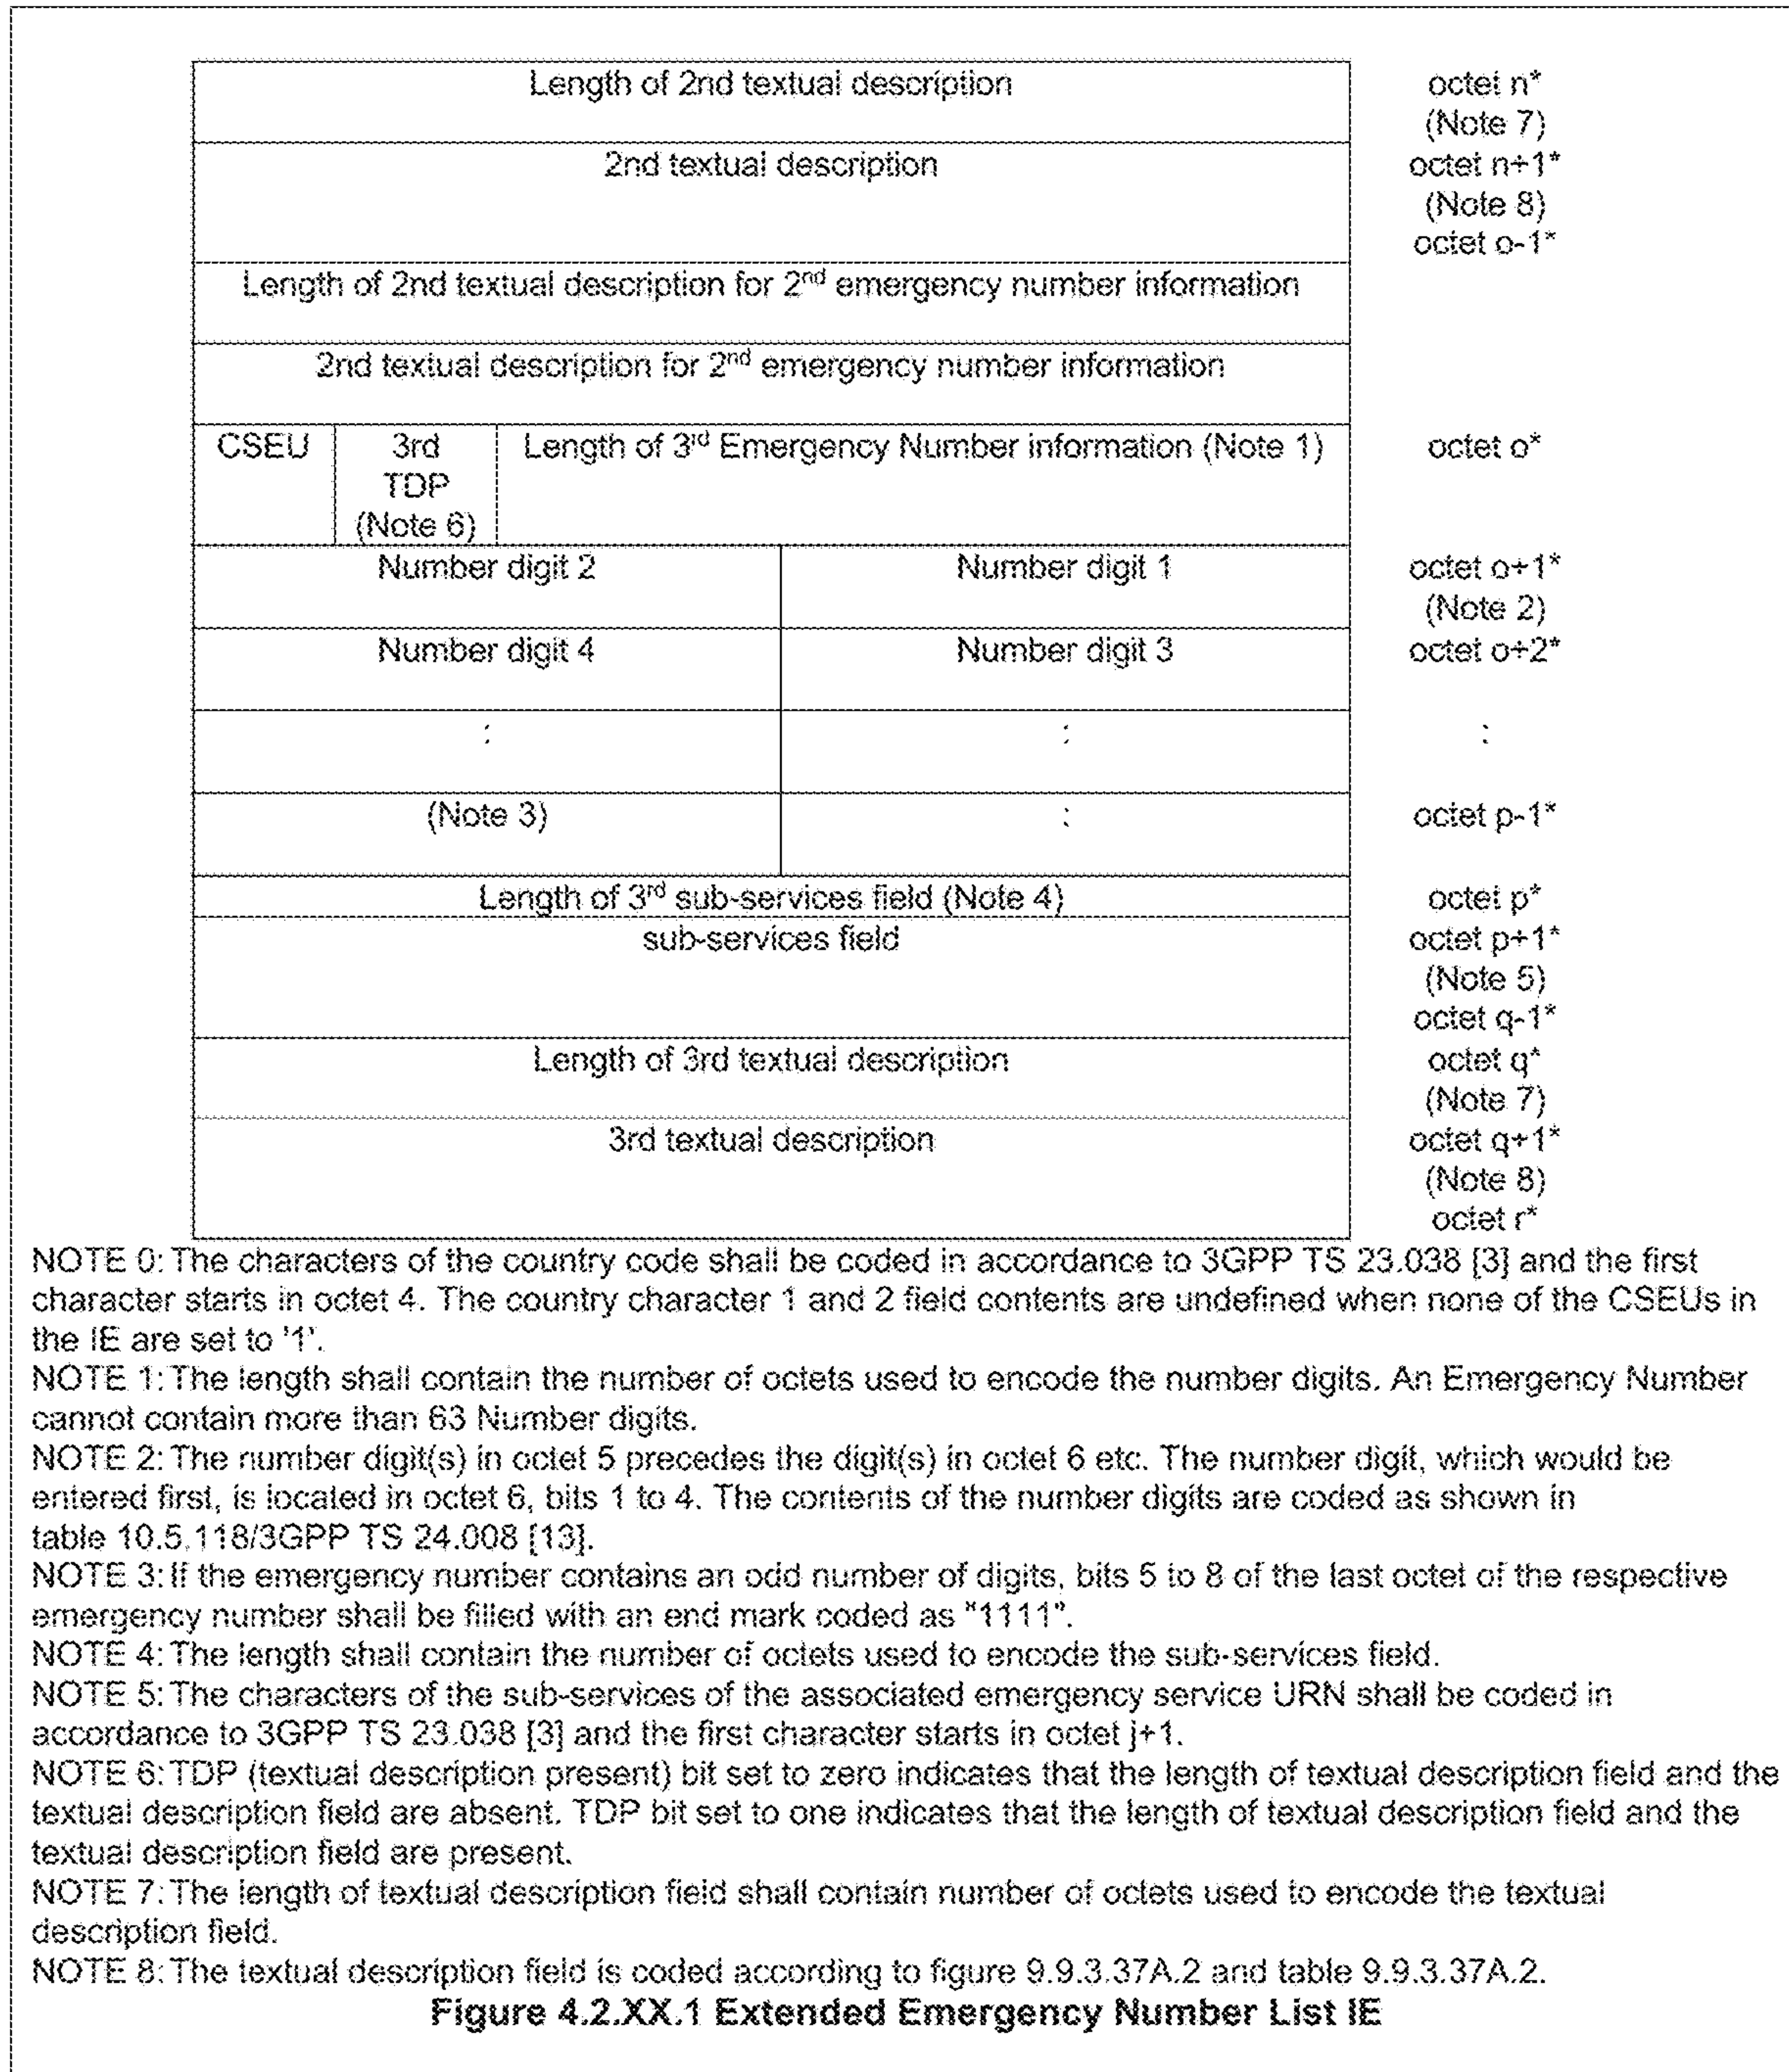 Length of 2nd textual description octet n*
(Note 7)
2nd textual description octet n+1*
(Note 8)
octet o-1*
Length of 2nd textual description for 2nd emergency number information
2nd textual description for 2nd emergency number information
CSEU 3rd Length of 3rd Emergency Number information (Note 1) octet o*
TDP
(Note 6)
Number digit 2 Number digit 1 octet o+1*
(Note 2)
Number digit 4 Number digit 3 octet o+2*
: : :
(Note 3) : octet p-1*
Length of 3rd sub-services field (Note 4) octet p*
sub-services field octet p+1*
(Note 5)
octet q-1*
Length of 3rd textual description octet q*
(Note 7)
3rd textual description octet q+1*
(Note 8)
octet r*
NOTE 0: The characters of the country code shall be coded in accordance to 3GPP TS 23.038 [3] and the first
character starts in octet 4. The country character 1 and 2 field contents are undefined when none of the CSEUs in
the IE are set to '1'.
NOTE 1: The length shall contain the number of octets used to encode the number digits. An Emergency Number
cannot contain more than 63 Number digits.
NOTE 2: The number digit(s) in octet 5 precedes the digit(s) in octet 6 etc. The number digit, which would be
entered first, is located in octet 6, bits 1 to 4. The contents of the number digits are coded as shown in
table 10.5.118/3GPP TS 24.008 [13].
NOTE 3: If the emergency number contains an odd number of digits, bits 5 to 8 of the last octet of the respective
emergency number shall be filled with an end mark coded as "1111".
NOTE 4: The length shall contain the number of octets used to encode the sub-services field.
NOTE 5: The characters of the sub-services of the associated emergency service URN shall be coded in
accordance to 3GPP TS 23.038 [3] and the first character starts in octet j+1.
NOTE 6: TDP (textual description present) bit set to zero indicates that the length of textual description field and the
textual description field are absent. TDP bit set to one indicates that the length of textual description field and the
textual description field are present.
NOTE 7: The length of textual description field shall contain number of octets used to encode the textual
description field.
NOTE 8: The textual description field is coded according to figure 9.9.3.37A.2 and table 9.9.3.37A.2.
Figure 4.2.XX.1 Extended Emergency Number List IE